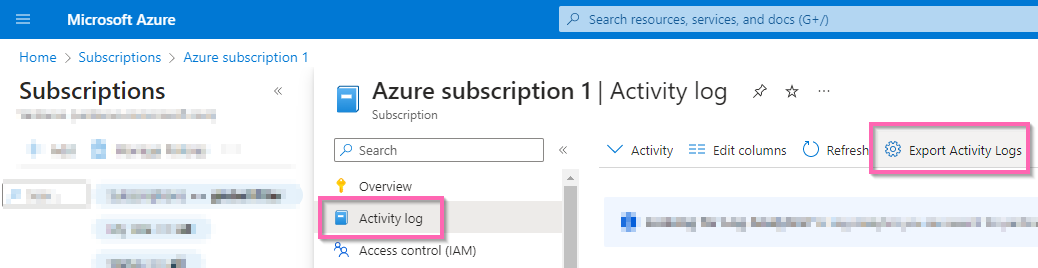 Microsoft Azure
Search resources, services, and docs (G+/)
Home > Subscriptions > Azure subscription 1
Subscriptions «
Azure subscription 1 | Activity log ...
Subscription
Search «
Activity Edit columns Refresh Export Activity Logs
Overview
Activity log
Access control (IAM)